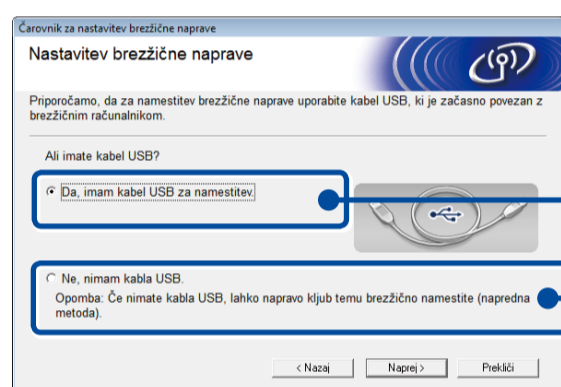 Čarovnik za nastavitev brezžične naprave
Nastavitev brezžične naprave
Priporočamo, da za namestitev brezžične naprave uporabite kabel USB, ki je začasno povezan z
brezžičnim računalnikom.
Ali imate kabel USB?
Da, imam kabel USB za namestitev.
Ne, nimam kabla USB.
Opomba: Če nimate kabla USB, lahko napravo kljub temu brezžično namestite (napredna
metoda).
< Nazaj
Naprej >
Prekliči